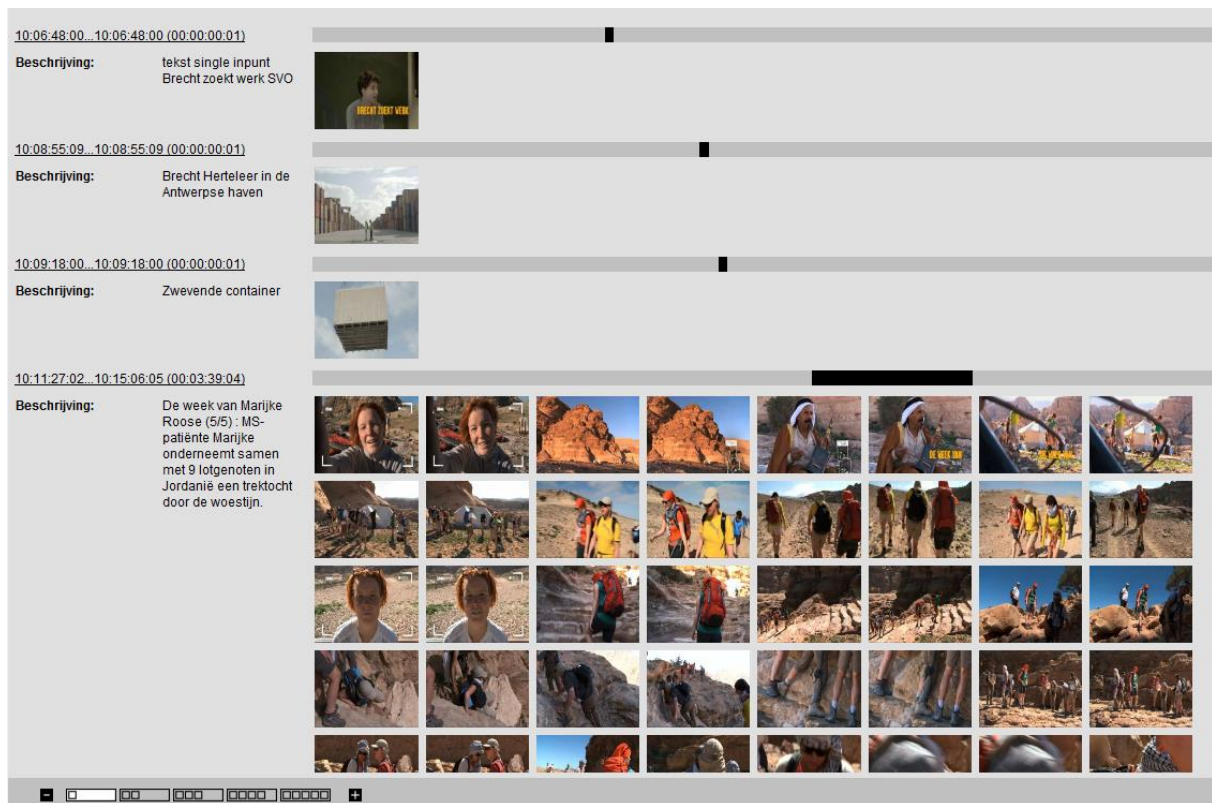 10:06:48:00...10:06:48:00 (00:00:00:01)
Beschrijving: tekst single inpunt
Brecht zoekt werk SVO
BRECHT ZOEKT WERK
10:08:55:09...10:08:55:09 (00:00:00:01)
Beschrijving: Brecht Herteleer in de
Antwerpse haven
10:09:18:00...10:09:18:00 (00:00:00:01)
Beschrijving: Zwevende container
10:11:27:02...10:15:06:05 (00:03:39:04)
Beschrijving: De week van Marijke
Roose (5/5) : MS-
patiënte Marijke
onderneemt samen
met 9 lotgenoten in
Jordanië een trektocht
door de woestijn.
DE WEEK VAN
DE WEEK VAN